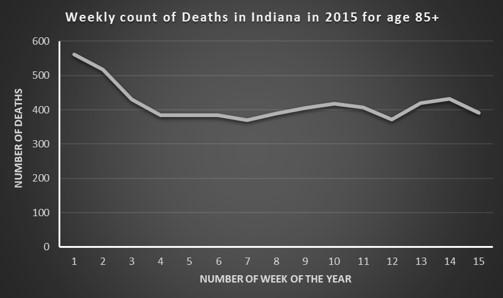 Weekly count of Deaths in Indiana in 2015 for age 85+
600
500
400
300
200
100
0
NUMBER OF DEATHS
1 2 3 4 5 6 7 8 9 10 11 12 13 14 15
NUMBER OF WEEK OF THE YEAR